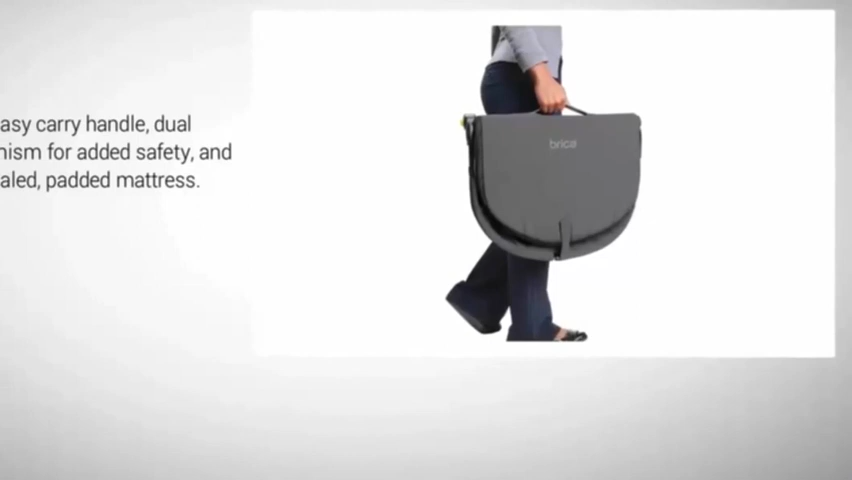 asy carry handle, dual
nism for added safety, and
aled, padded mattress.
brica